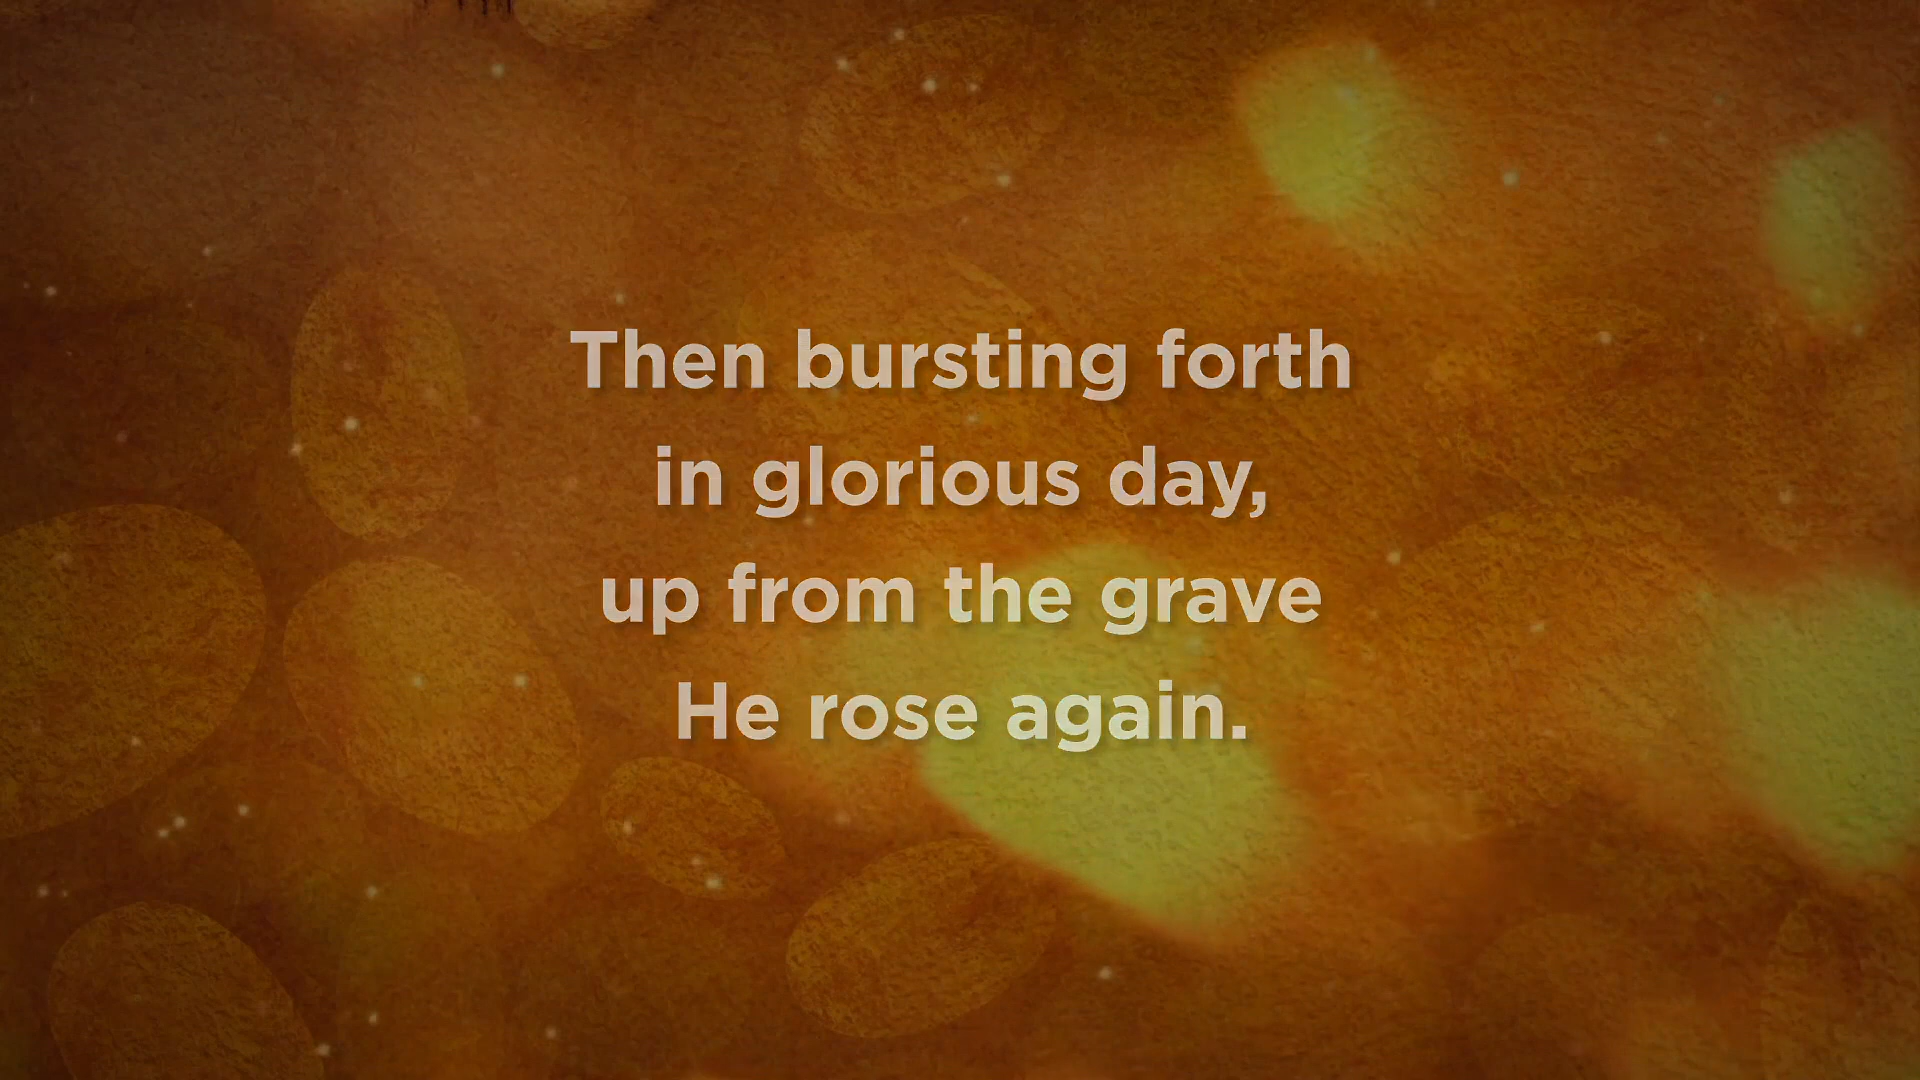 Then bursting forth
in glorious day,
up from the grave
He rose again.